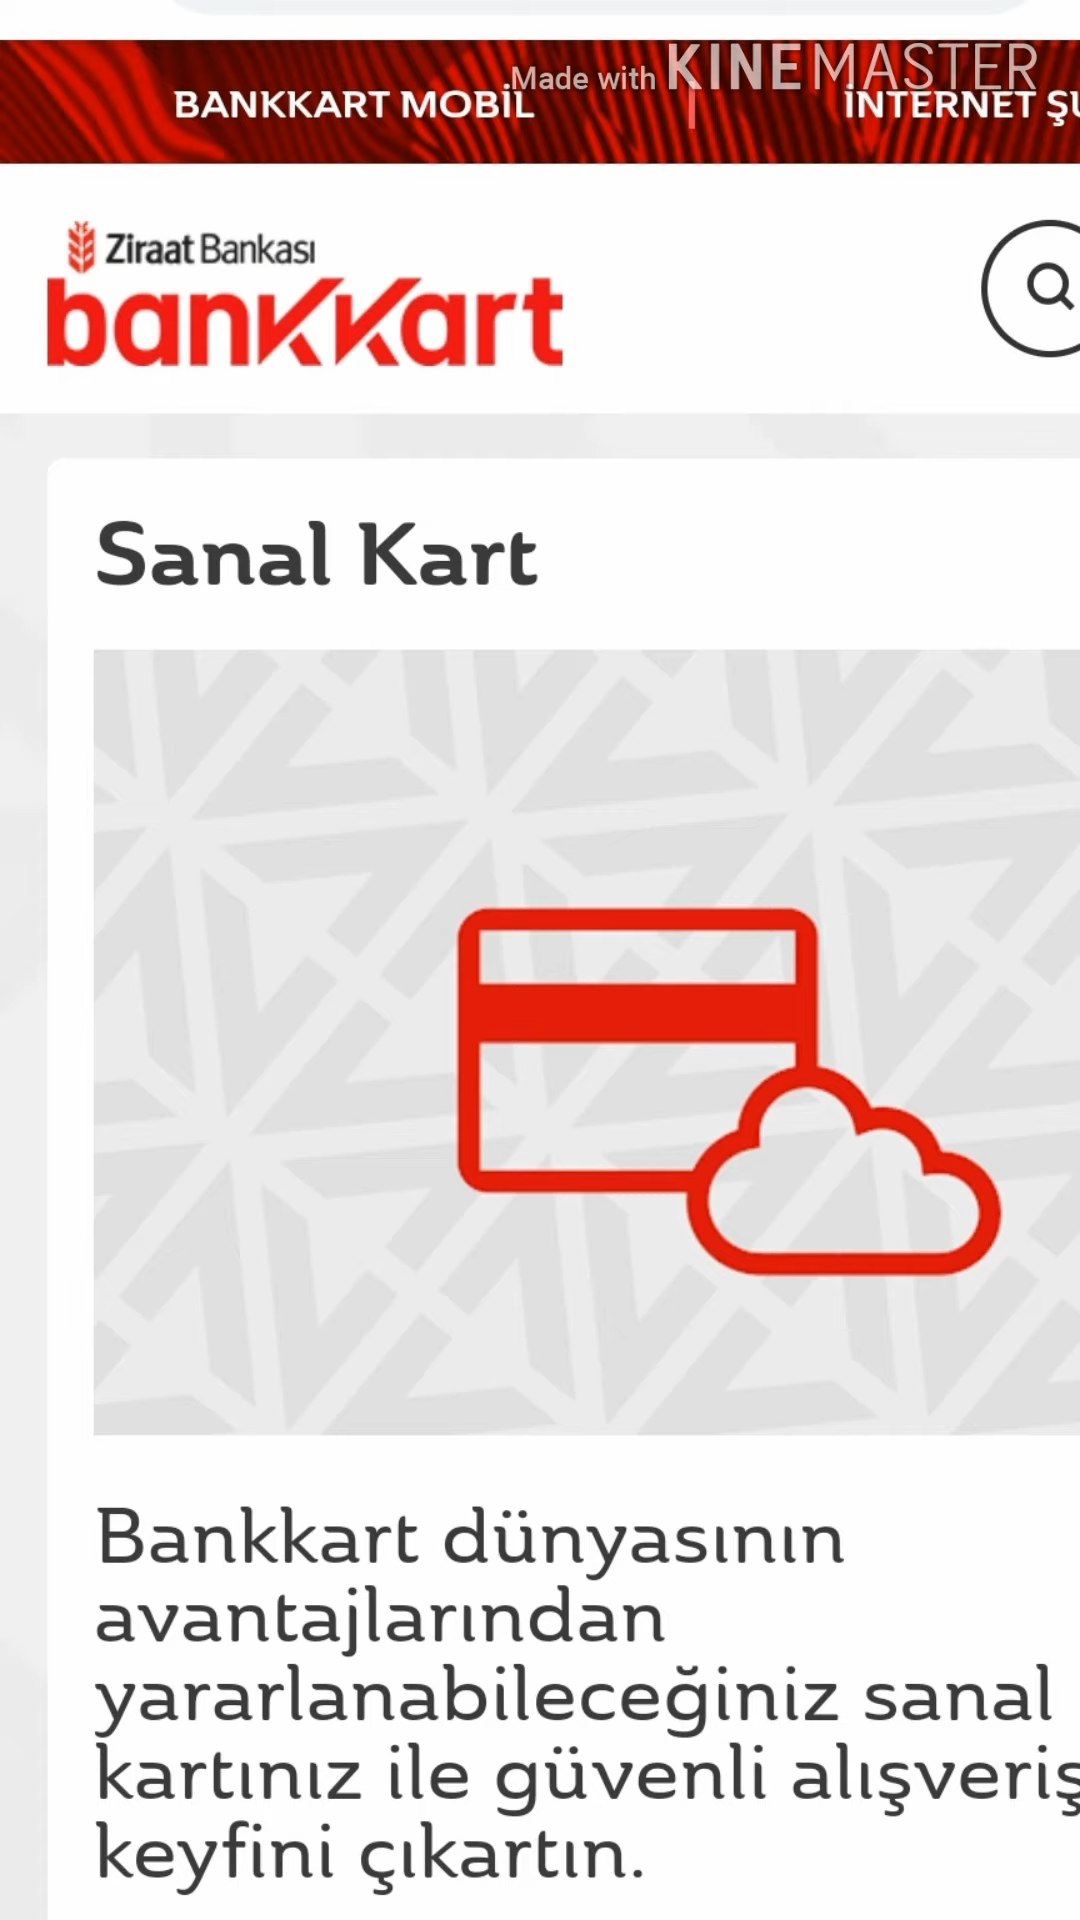 Made with KINEMASTER
BANKKART MOBİL
İNTERNET
Ziraat Bankası
bankkart
Sanal Kart
Bankkart dünyasının
avantajlarından
yararlanabileceğiniz sanal
kartınız ile güvenli alışveriş
keyfini çıkartın.